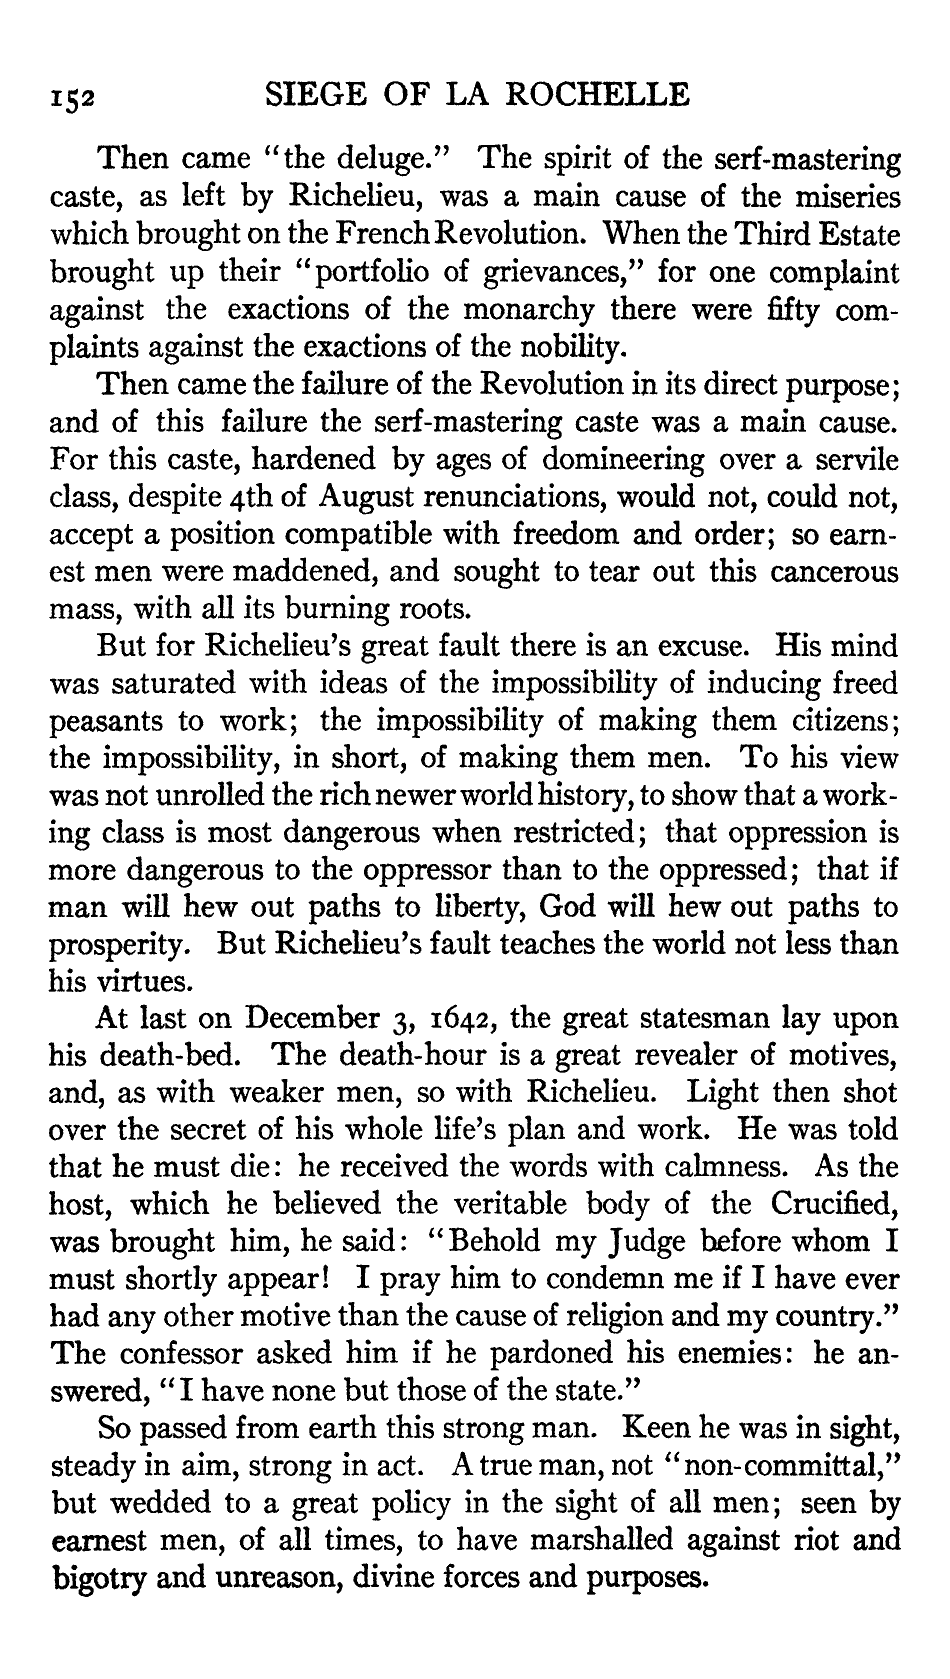 152 SIEGE OF LA ROCHELLE
Then came "the deluge." The spirit of the serf-mastering
caste, as left by Richelieu, was a main cause of the miseries
which brought on the French Revolution. When the Third Estate
brought up their "portfolio of grievances," for one complaint
against the exactions of the monarchy there were fifty com-
plaints against the exactions of the nobility.
Then came the failure of the Revolution in its direct purpose;
and of this failure the serf-mastering caste was a main cause.
For this caste, hardened by ages of domineering over a servile
class, despite 4th of August renunciations, would not, could not,
accept a position compatible with freedom and order; so earn-
est men were maddened, and sought to tear out this cancerous
mass, with all its burning roots.
But for Richelieu's great fault there is an excuse. His mind
was saturated with ideas of the impossibility of inducing freed
peasants to work; the impossibility of making them citizens;
the impossibility, in short, of making them men. To his view
was not unrolled the rich newer world history, to show that a work-
ing class is most dangerous when restricted; that oppression is
more dangerous to the oppressor than to the oppressed; that if
man will hew out paths to liberty, God will hew out paths to
prosperity. But Richelieu's fault teaches the world not less than
his virtues.
At last on December 3, 1642, the great statesman lay upon
his death-bed. The death-hour is a great revealer of motives,
and, as with weaker men, so with Richelieu. Light then shot
over the secret of his whole life's plan and work. He was told
that he must die: he received the words with calmness. As the
host, which he believed the veritable body of the Crucified,
was brought him, he said: "Behold my Judge before whom I
must shortly appear! I pray him to condemn me if I have ever
had any other motive than the cause of religion and my country."
The confessor asked him if he pardoned his enemies: he an-
swered, "I have none but those of the state."
So passed from earth this strong man. Keen he was in sight,
steady in aim, strong in act. A true man, not "non-committal,"
but wedded to a great policy in the sight of all men; seen by
earnest men, of all times, to have marshalled against riot and
bigotry and unreason, divine forces and purposes.